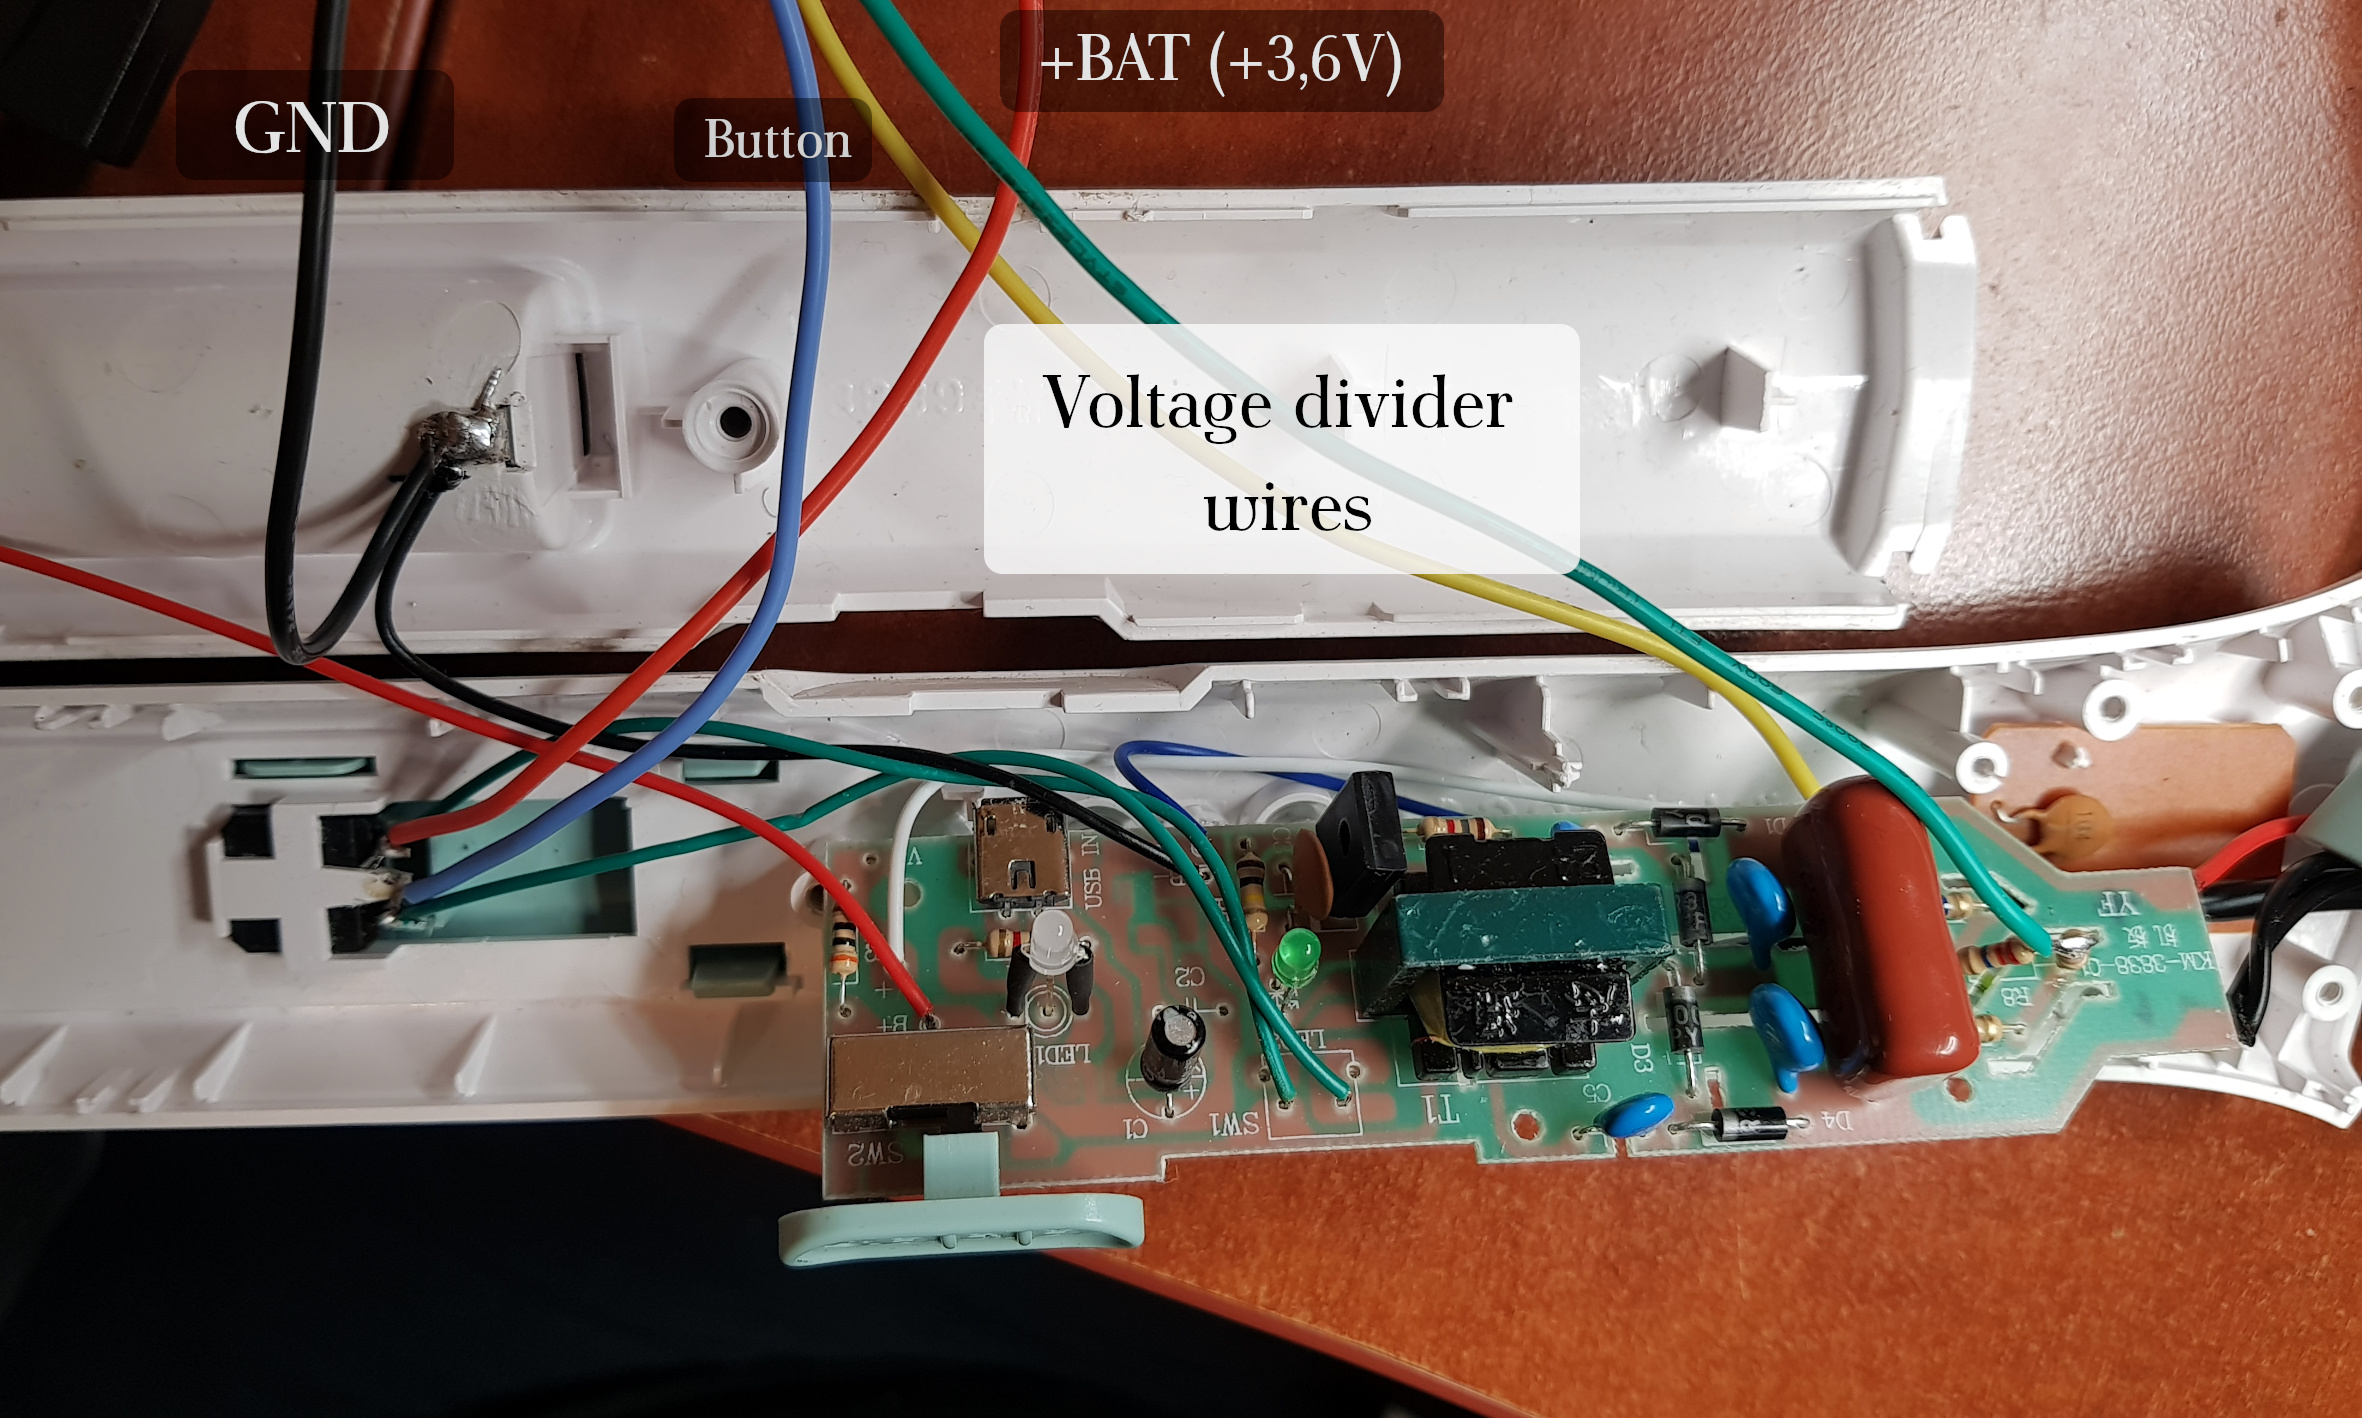 +BAT (+3,6V)
GND
Button
Voltage divider
wires
USB IN
V
C2
B+
LED1
C1
SW1
SW2
T1
D3
C5
D4
D1
R8
YF
KM-3838-